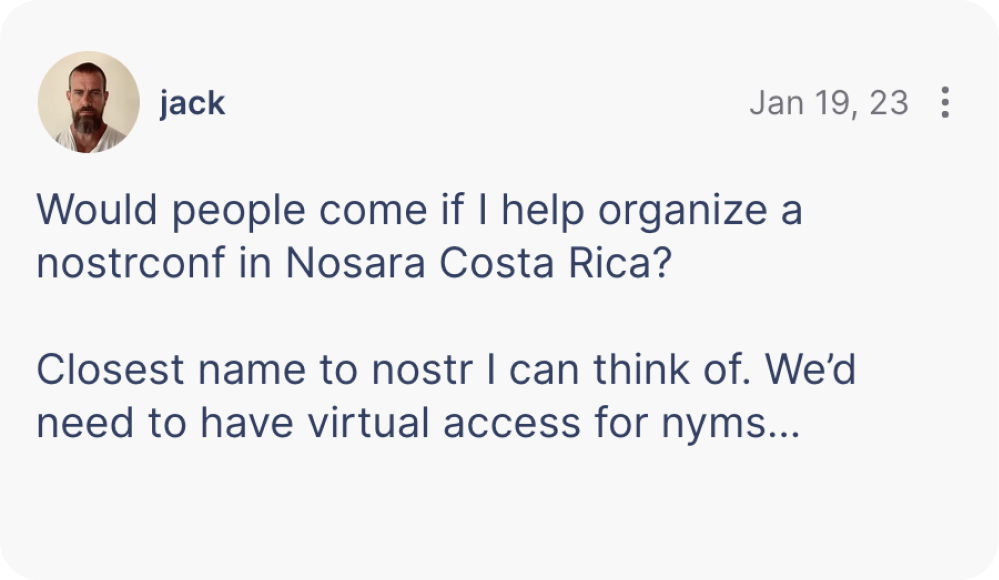 jack
Jan 19, 23
Would people come if I help organize a
nostrconf in Nosara Costa Rica?
Closest name to nostr I can think of. We’d
need to have virtual access for nyms...